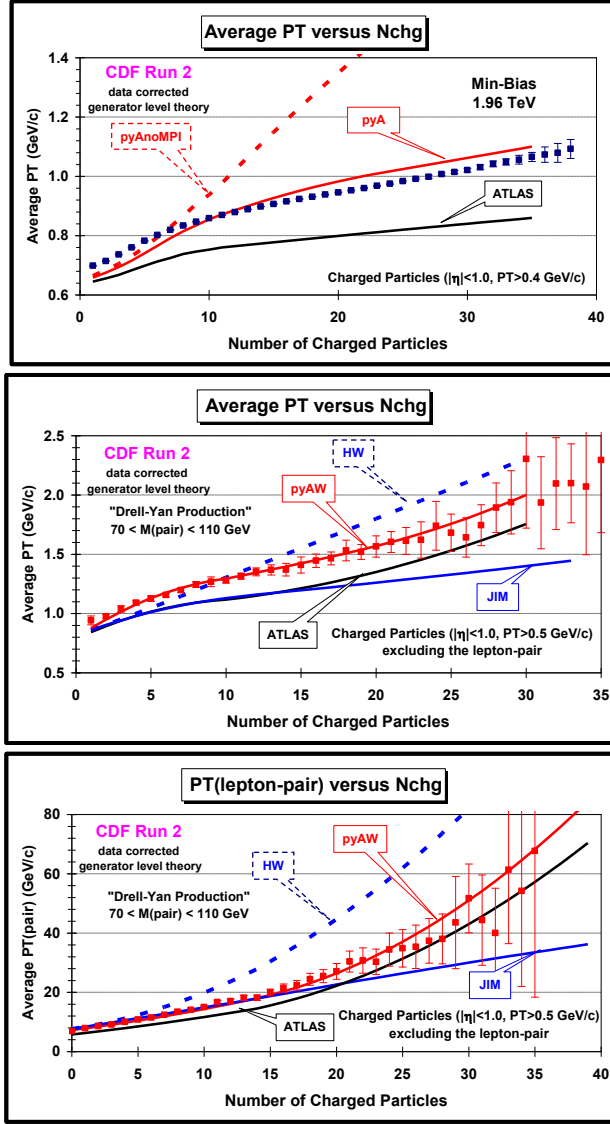 Average PT versus Nchg
1.4
1.2
1.0
0.8
0.6
Average PT (GeV/c)
CDF Run 2
data corrected
generator level theory
pyAnoMPI
Min-Bias
1.96 TeV
pyA
ATLAS
Charged Particles (|η|<1.0, PT>0.4 GeV/c)
0 10 20 30 40
Number of Charged Particles
Average PT versus Nchg
2.5
2.0
1.5
1.0
0.5
Average PT (GeV/c)
CDF Run 2
data corrected
generator level theory
"Drell-Yan Production"
70 < M(pair) < 110 GeV
HW
pyAW
JIM
ATLAS
Charged Particles (|η|<1.0, PT>0.5 GeV/c)
excluding the lepton-pair
0 5 10 15 20 25 30 35
Number of Charged Particles
PT(lepton-pair) versus Nchg
80
60
40
20
0
Average PT(pair) (GeV/c)
CDF Run 2
data corrected
generator level theory
"Drell-Yan Production"
70 < M(pair) < 110 GeV
HW
pyAW
JIM
ATLAS
Charged Particles (|η|<1.0, PT>0.5 GeV/c)
excluding the lepton-pair
0 5 10 15 20 25 30 35 40
Number of Charged Particles